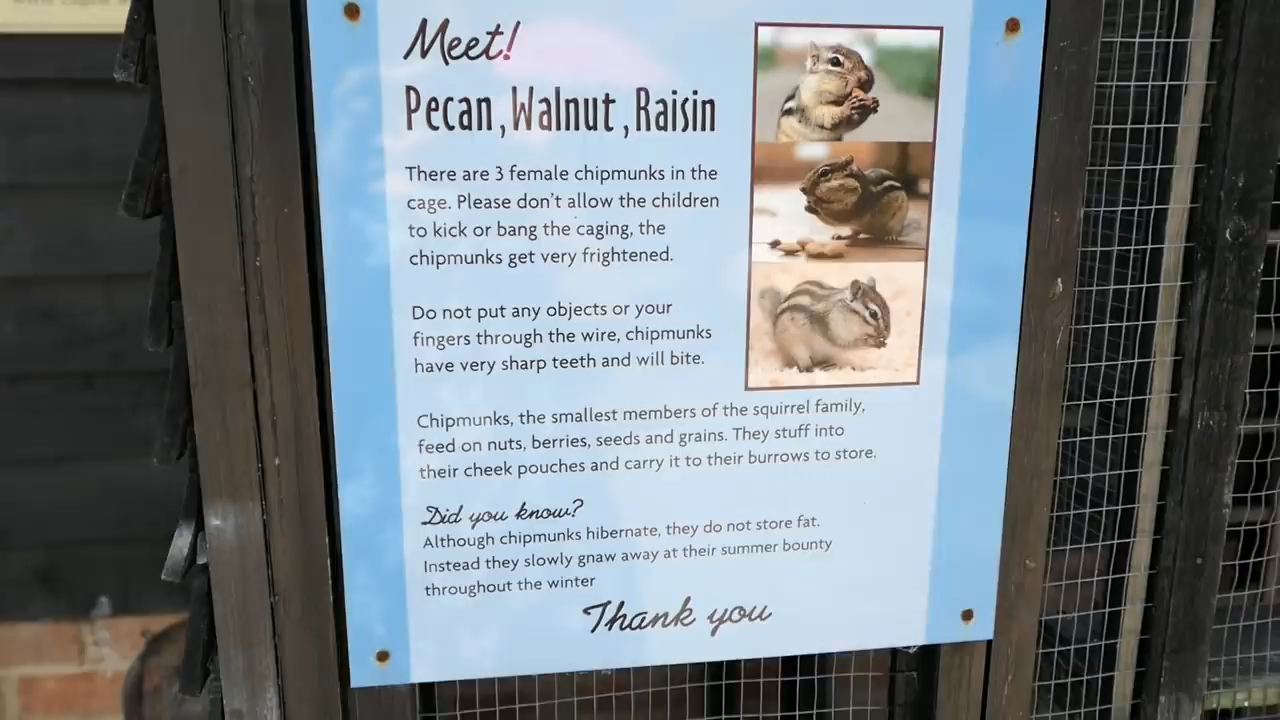 Meet!
Pecan, Walnut, Raisin
There are 3 female chipmunks in the
cage. Please don't allow the children
to kick or bang the caging, the
chipmunks get very frightened.
Do not put any objects or your
fingers through the wire, chipmunks
have very sharp teeth and will bite.
Chipmunks, the smallest members of the squirrel family,
feed on nuts, berries, seeds and grains. They stuff into
their cheek pouches and carry it to their burrows to store.
Did you know?
Although chipmunks hibernate, they do not store fat.
Instead they slowly gnaw away at their summer bounty
throughout the winter
Thank you